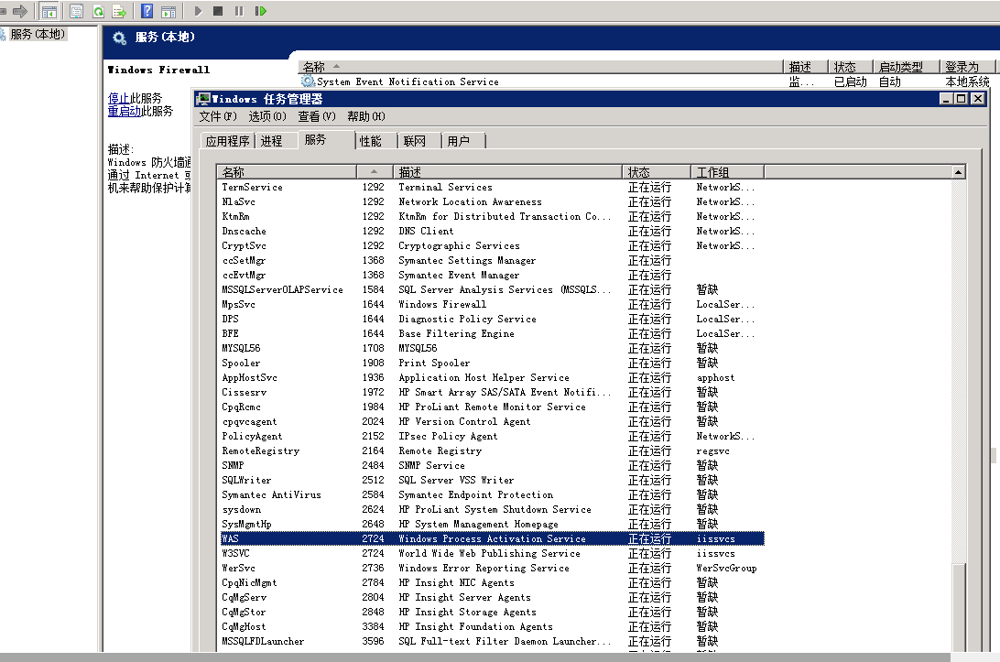 服务(本地)
服务(本地)
Windows Firewall
停止此服务
重启动此服务
描述:
Windows 防火墙通
通过 Internet 或
机来帮助保护计算
名称 描述 状态 启动类型 登录为
System Event Notification Service 监... 已启动 自动 本地系统
Windows 任务管理器
文件(F) 选项(O) 查看(V) 帮助(H)
应用程序 进程 服务 性能 联网 用户
名称 描述 状态 工作组
TermService 1292 Terminal Services 正在运行 NetworkS...
NlaSvc 1292 Network Location Awareness 正在运行 NetworkS...
KtmRm 1292 KtmRm for Distributed Transaction Co... 正在运行 NetworkS...
Dnscache 1292 DNS Client 正在运行 NetworkS...
CryptSvc 1292 Cryptographic Services 正在运行 NetworkS...
ccSetMgr 1368 Symantec Settings Manager 正在运行
ccEvtMgr 1368 Symantec Event Manager 正在运行
MSSQLServerOLAPService 1584 SQL Server Analysis Services (MSSQLS... 正在运行 暂缺
MpsSvc 1644 Windows Firewall 正在运行 LocalSer...
DPS 1644 Diagnostic Policy Service 正在运行 LocalSer...
BFE 1644 Base Filtering Engine 正在运行 LocalSer...
MYSQL56 1708 MYSQL56 正在运行 暂缺
Spooler 1908 Print Spooler 正在运行 暂缺
AppHostSvc 1936 Application Host Helper Service 正在运行 apphost
Cissesrv 1972 HP Smart Array SAS/SATA Event Notifi... 正在运行 暂缺
CpqRcmc 1984 HP ProLiant Remote Monitor Service 正在运行 暂缺
cpqvcagent 2024 HP Version Control Agent 正在运行 暂缺
PolicyAgent 2152 IPsec Policy Agent 正在运行 NetworkS...
RemoteRegistry 2164 Remote Registry 正在运行 regsvc
SNMP 2484 SNMP Service 正在运行 暂缺
SQLWriter 2512 SQL Server VSS Writer 正在运行 暂缺
Symantec AntiVirus 2584 Symantec Endpoint Protection 正在运行 暂缺
sysdown 2624 HP ProLiant System Shutdown Service 正在运行 暂缺
SysMgmtHp 2648 HP System Management Homepage 正在运行 暂缺
WAS 2724 Windows Process Activation Service 正在运行 iissvcs
W3SVC 2724 World Wide Web Publishing Service 正在运行 iissvcs
WerSvc 2736 Windows Error Reporting Service 正在运行 WerSvcGroup
CpqNicMgmt 2784 HP Insight NIC Agents 正在运行 暂缺
CqMgServ 2804 HP Insight Server Agents 正在运行 暂缺
CqMgStor 2848 HP Insight Storage Agents 正在运行 暂缺
CqMgHost 3384 HP Insight Foundation Agents 正在运行 暂缺
MSSQLFDLauncher 3596 SQL Full-text Filter Daemon Launcher... 正在运行 暂缺